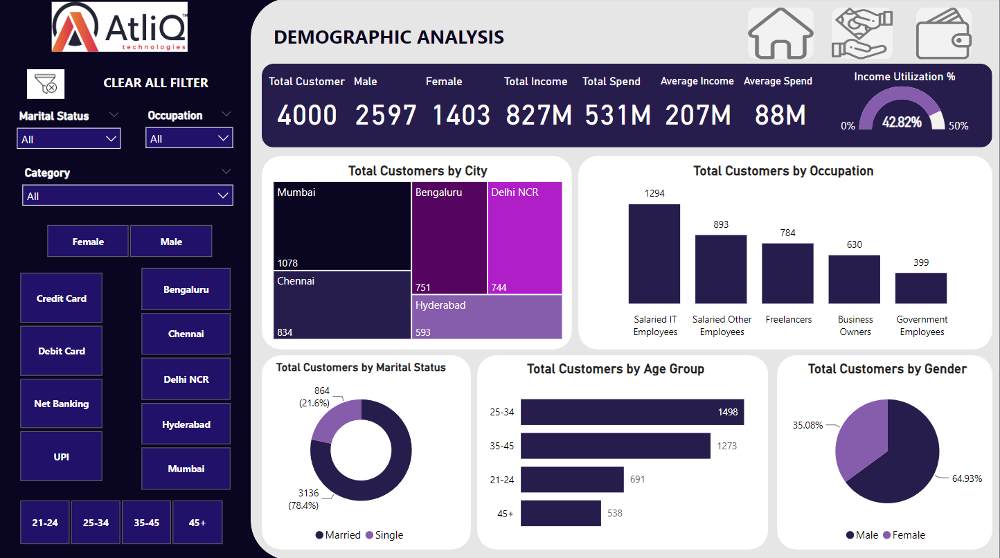 AtliQ™
technologies
CLEAR ALL FILTER
Marital Status
Occupation
All
All
Category
All
Female
Male
Credit Card
Debit Card
Net Banking
UPI
Bengaluru
Chennai
Delhi NCR
Hyderabad
Mumbai
21-24
25-34
35-45
45+
DEMOGRAPHIC ANALYSIS
Total Customer
4000
Male
2597
Female
1403
Total Income
827M
Total Spend
531M
Average Income
207M
Average Spend
88M
Income Utilization %
0%
42.82%
50%
Total Customers by City
Mumbai
1078
Chennai
834
Bengaluru
751
Delhi NCR
744
Hyderabad
593
Total Customers by Occupation
1294
893
784
630
399
Salaried IT
Employees
Salaried Other
Employees
Freelancers
Business
Owners
Government
Employees
Total Customers by Marital Status
864
(21.6%)
3136
(78.4%)
Married
Single
Total Customers by Age Group
25-34
1498
35-45
1273
21-24
691
45+
538
Total Customers by Gender
35.08%
64.93%
Male
Female